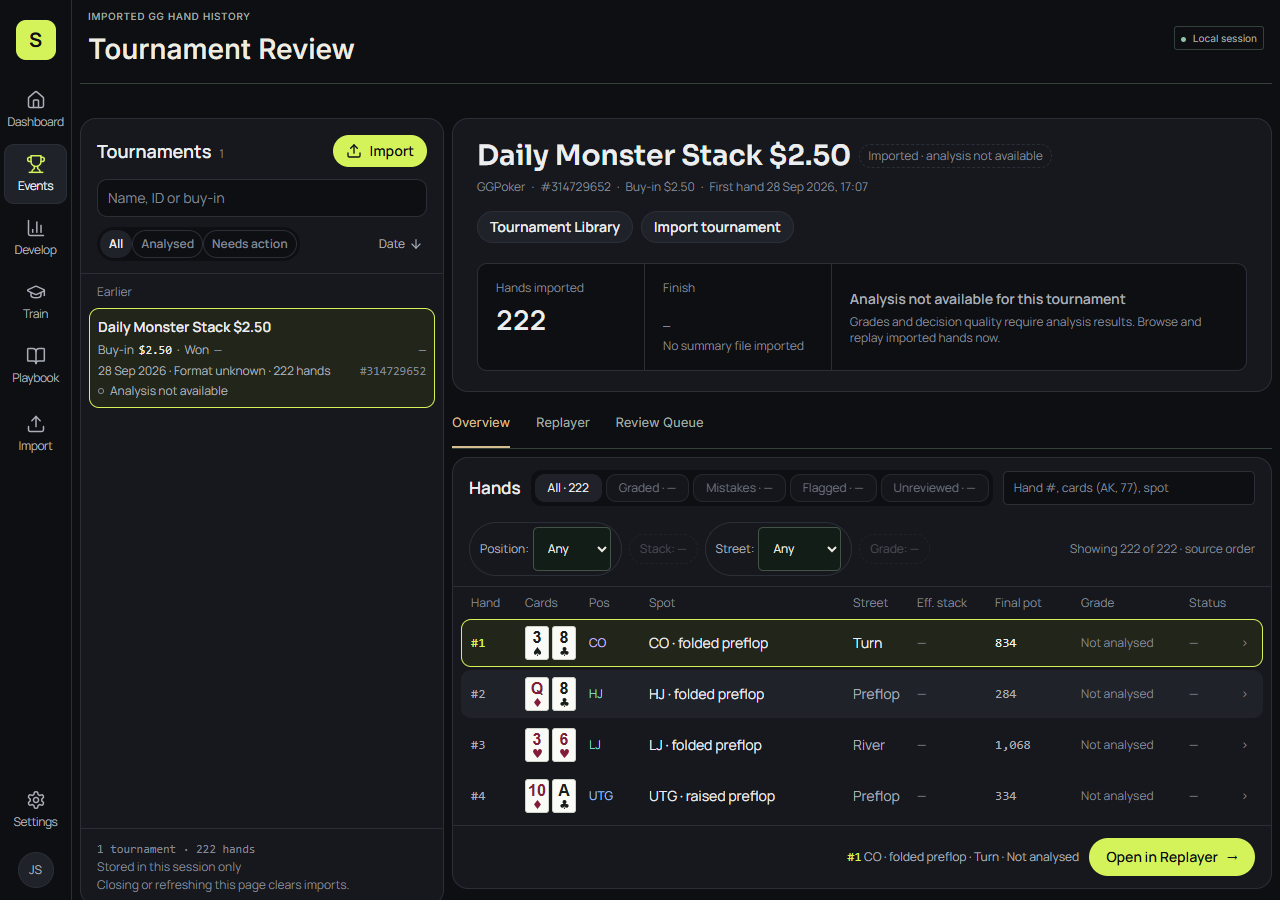 S
Dashboard
Events
Develop
Train
Playbook
Import
Settings
JS
IMPORTED GG HAND HISTORY
Tournament Review
Local session
Tournaments 1
Import
Name, ID or buy-in
All Analysed Needs action Date ↓
Earlier
Daily Monster Stack $2.50
Buy-in $2.50 · Won — —
28 Sep 2026 · Format unknown · 222 hands #314729652
Analysis not available
1 tournament · 222 hands
Stored in this session only
Closing or refreshing this page clears imports.
Daily Monster Stack $2.50 Imported · analysis not available
GGPoker · #314729652 · Buy-in $2.50 · First hand 28 Sep 2026, 17:07
Tournament Library Import tournament
Hands imported
222
Finish
—
No summary file imported
Analysis not available for this tournament
Grades and decision quality require analysis results. Browse and
replay imported hands now.
Overview Replayer Review Queue
Hands All · 222 Graded · — Mistakes · — Flagged · — Unreviewed · — Hand #, cards (AK, 77), spot
Position: Any Stack: — Street: Any Grade: — Showing 222 of 222 · source order
Hand Cards Pos Spot Street Eff. stack Final pot Grade Status
#1 3♠ 8♣ CO CO · folded preflop Turn — 834 Not analysed — ›
#2 Q♦ 8♣ HJ HJ · folded preflop Preflop — 284 Not analysed — ›
#3 3♥ 6♥ LJ LJ · folded preflop River — 1,068 Not analysed — ›
#4 10♦ A♣ UTG UTG · raised preflop Preflop — 334 Not analysed — ›
#1 CO · folded preflop · Turn · Not analysed Open in Replayer →